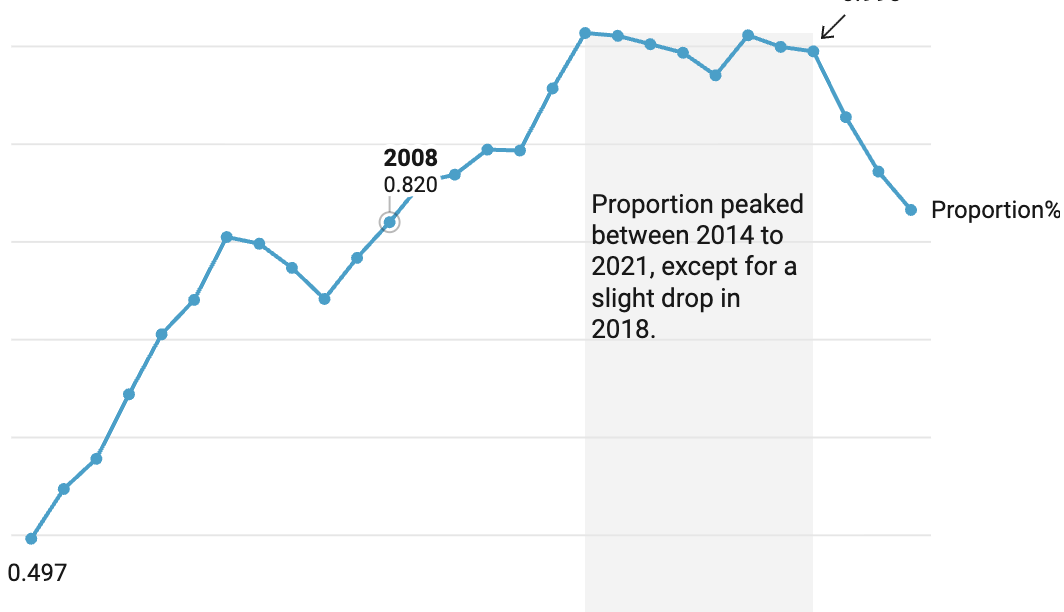 2008
0.820
Proportion%
Proportion peaked
between 2014 to
2021, except for a
slight drop in
2018.
0.497